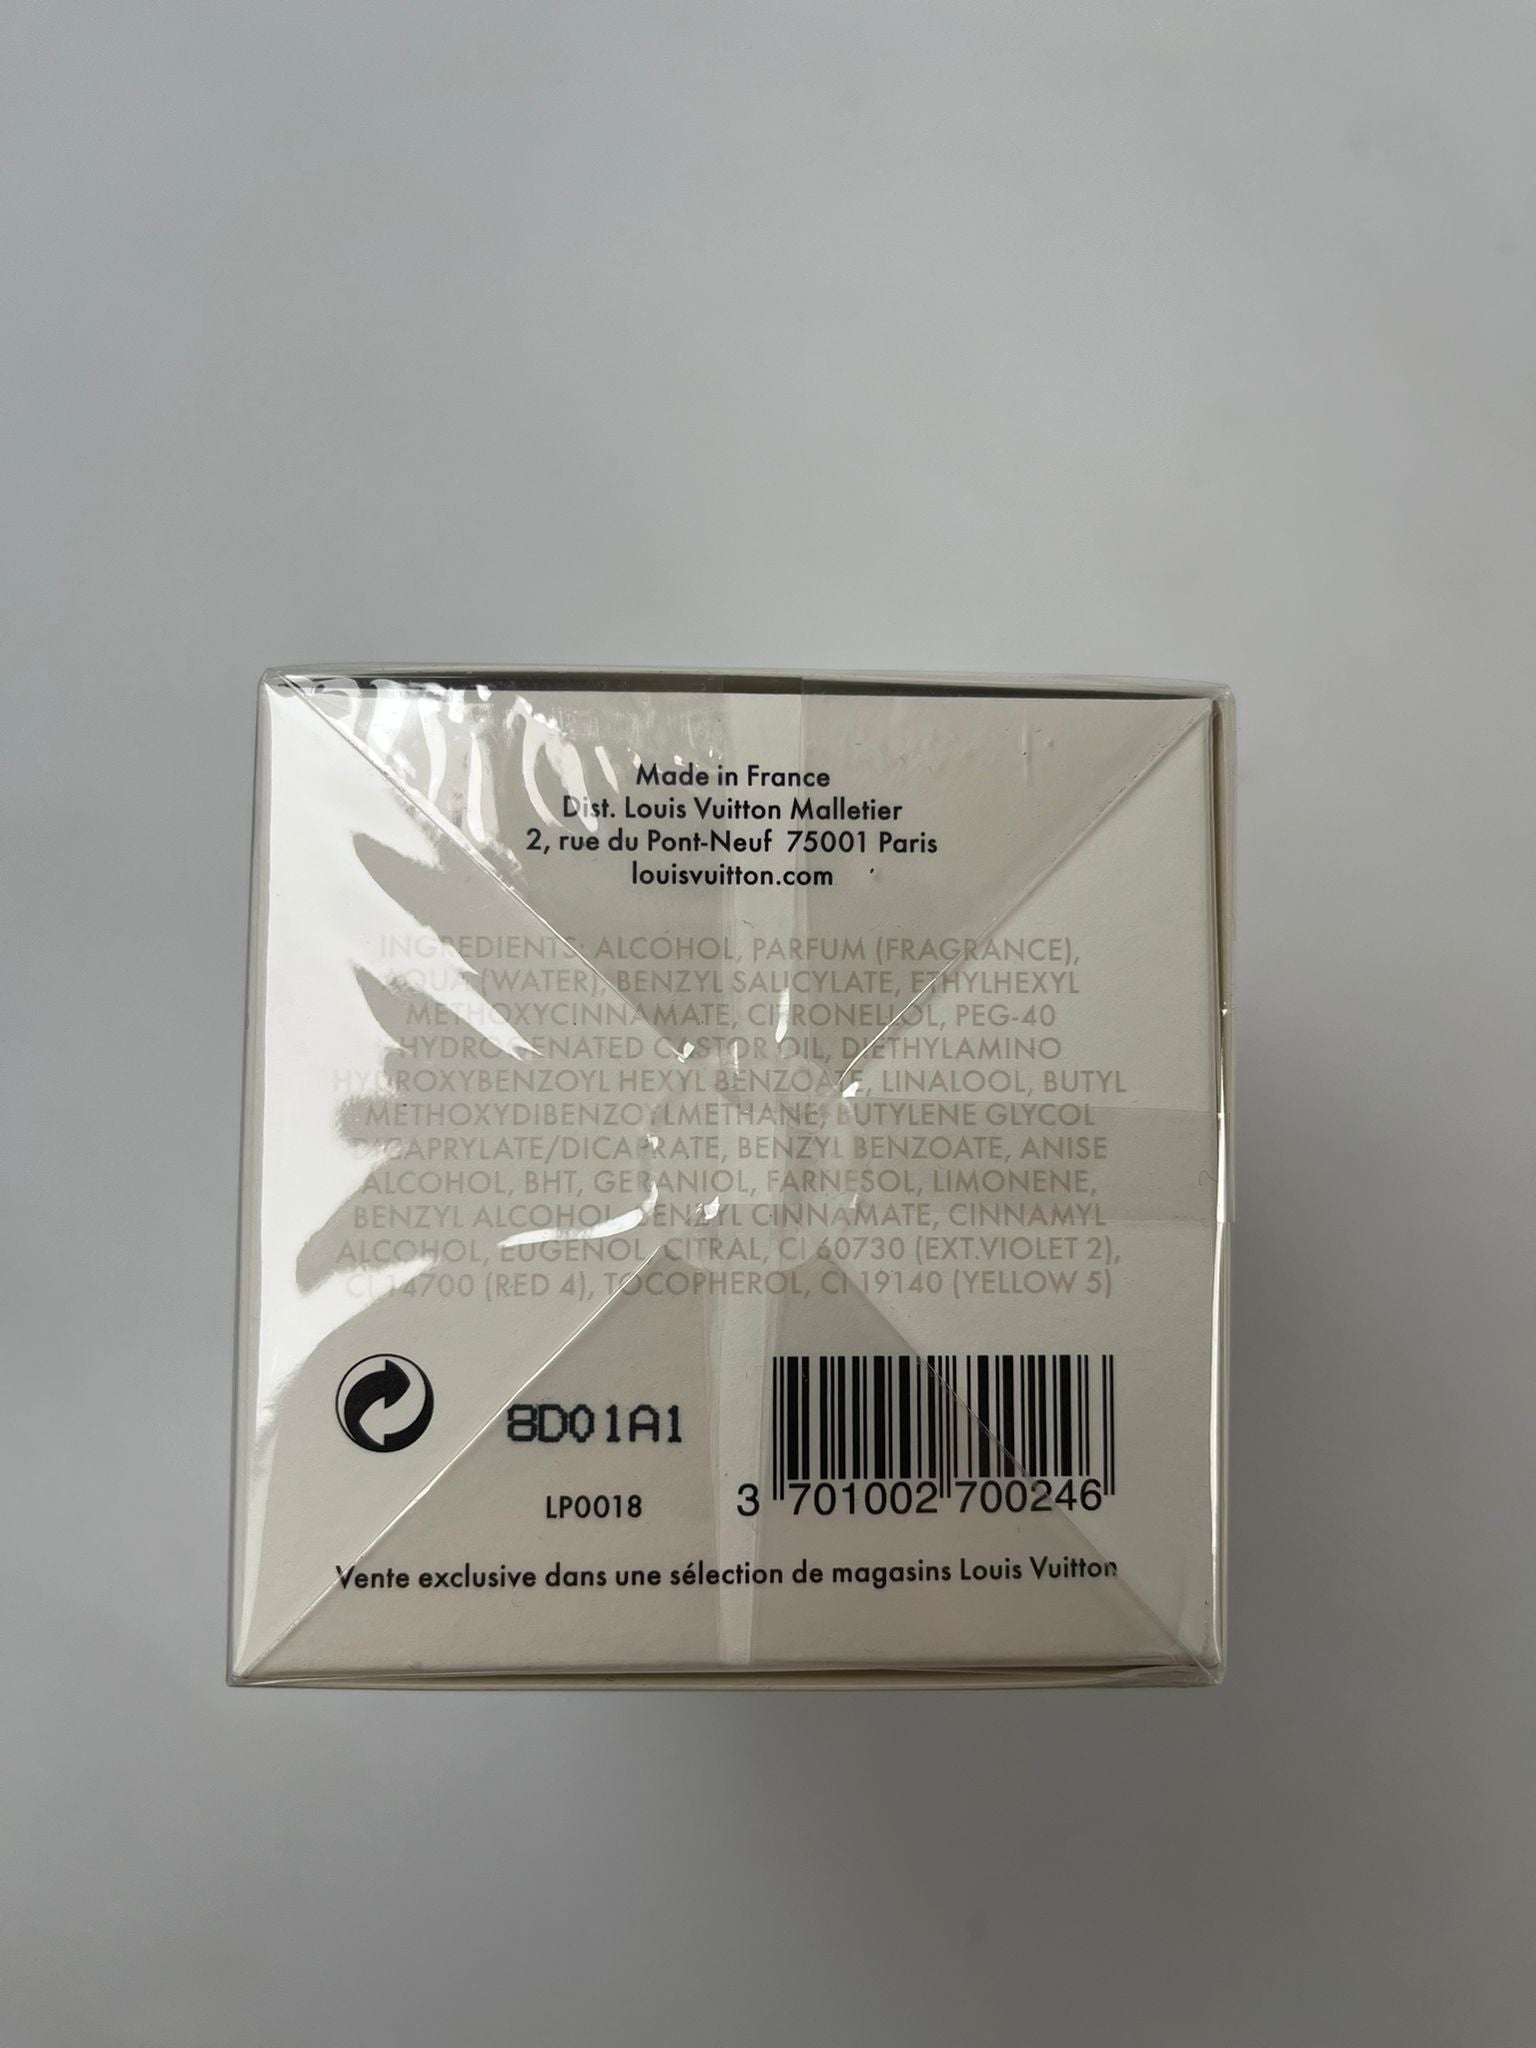 Made in France
Dist. Louis Vuitton Malletier
2, rue du Pont-Neuf 75001 Paris
louisvuitton.com
INGREDIENTS: ALCOHOL, PARFUM (FRAGRANCE),
AQUA (WATER), BENZYL SALICYLATE, ETHYLHEXYL
METHOXYCINNAMATE, CITRONELLOL, PEG-40
HYDROGENATED CASTOR OIL, DIETHYLAMINO
HYDROXYBENZOYL HEXYL BENZOATE, LINALOOL, BUTYL
METHOXYDIBENZOYLMETHANE, BUTYLENE GLYCOL
DICAPRYLATE/DICAPRATE, BENZYL BENZOATE, ANISE
ALCOHOL, BHT, GERANIOL, FARNESOL, LIMONENE,
BENZYL ALCOHOL, BENZYL CINNAMATE, CINNAMYL
ALCOHOL, EUGENOL, CITRAL, CI 60730 (EXT.VIOLET 2),
CI 14700 (RED 4), TOCOPHEROL, CI 19140 (YELLOW 5)
8D01A1
LP0018
3 701002 700246
Vente exclusive dans une sélection de magasins Louis Vuitton